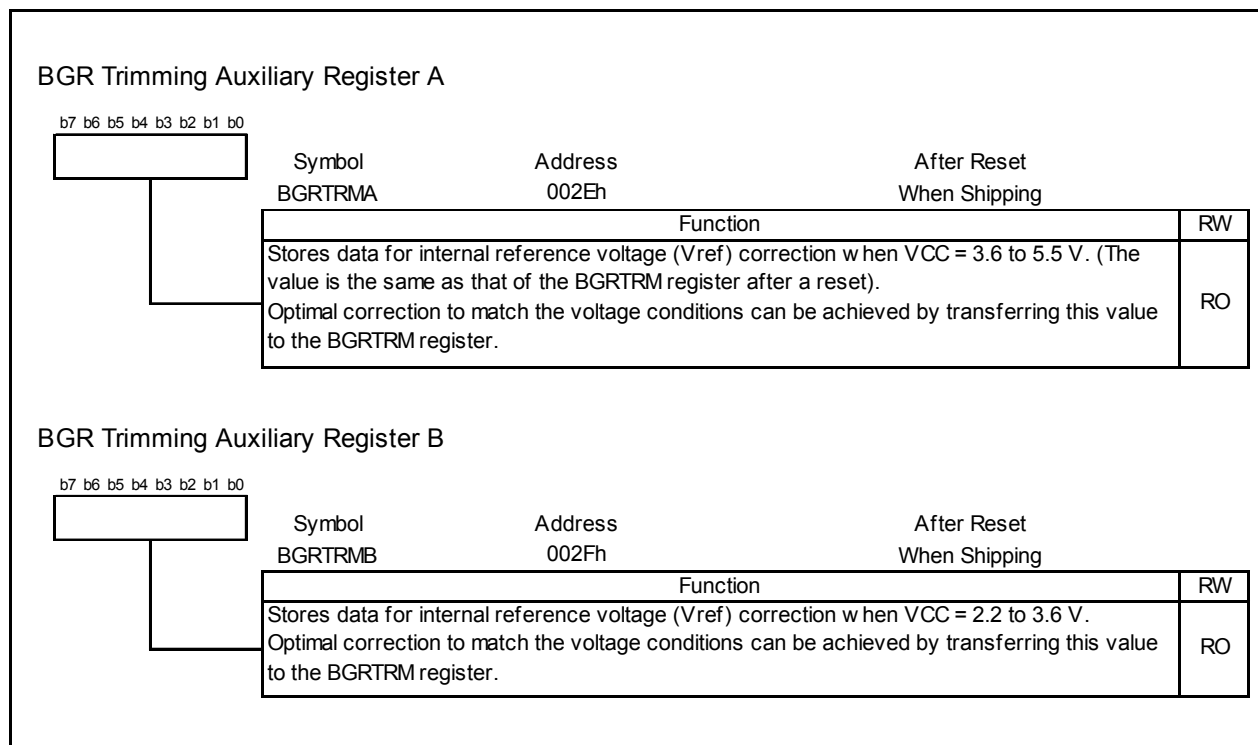 BGR Trimming Auxiliary Register A
b7 b6 b5 b4 b3 b2 b1 b0
Symbol Address After Reset
BGRTRMA 002Eh When Shipping
Function RW
Stores data for internal reference voltage (Vref) correction when VCC = 3.6 to 5.5 V. (The
value is the same as that of the BGRTRM register after a reset).
Optimal correction to match the voltage conditions can be achieved by transferring this value
to the BGRTRM register.
RO
BGR Trimming Auxiliary Register B
b7 b6 b5 b4 b3 b2 b1 b0
Symbol Address After Reset
BGRTRMB 002Fh When Shipping
Function RW
Stores data for internal reference voltage (Vref) correction when VCC = 2.2 to 3.6 V.
Optimal correction to match the voltage conditions can be achieved by transferring this value
to the BGRTRM register.
RO